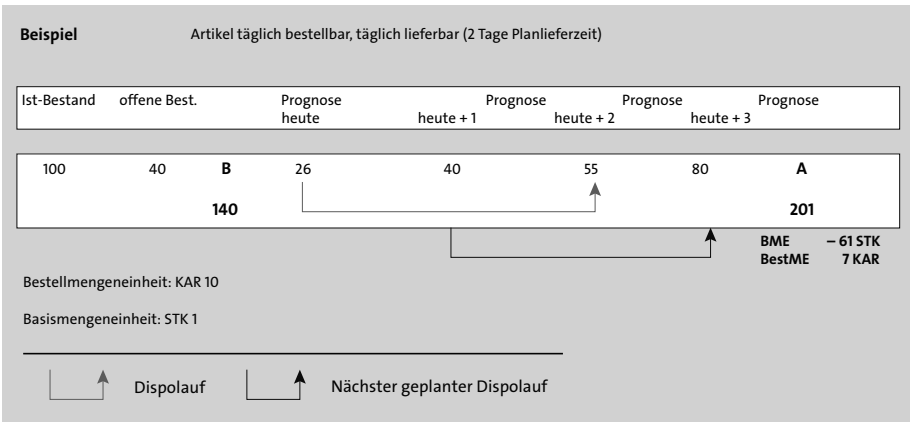 Beispiel Artikel täglich bestellbar, täglich lieferbar (2 Tage Planlieferzeit)
Ist-Bestand offene Best. Prognose Prognose Prognose Prognose
heute heute + 1 heute + 2 heute + 3
100 40 B 26 40 55 80 A
140 201
BME – 61 STK
BestME 7 KAR
Bestellmengeneinheit: KAR 10
Basismengeneinheit: STK 1
Dispolauf Nächster geplanter Dispolauf